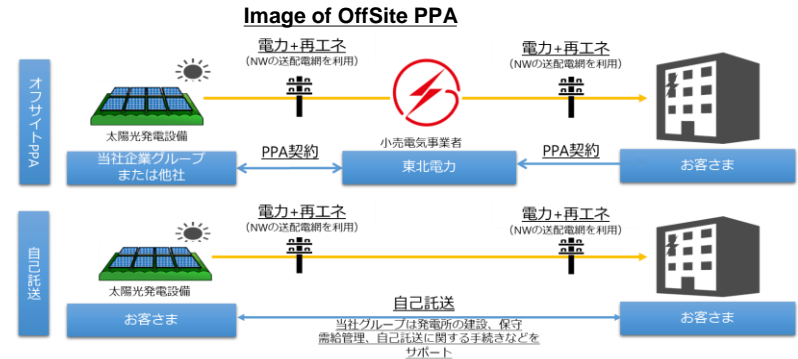 Image of OffSite PPA
電力+再エネ
(NWの送配電網を利用)
電力+再エネ
(NWの送配電網を利用)
オフサイトPPA
太陽光発電設備
小売電気事業者
当社企業グループ
または他社
PPA契約
東北電力
PPA契約
お客さま
電力+再エネ
(NWの送配電網を利用)
電力+再エネ
(NWの送配電網を利用)
自己託送
太陽光発電設備
お客さま
自己託送
お客さま
当社グループは発電所の建設、保守
需給管理、自己託送に関する手続きなどを
サポート